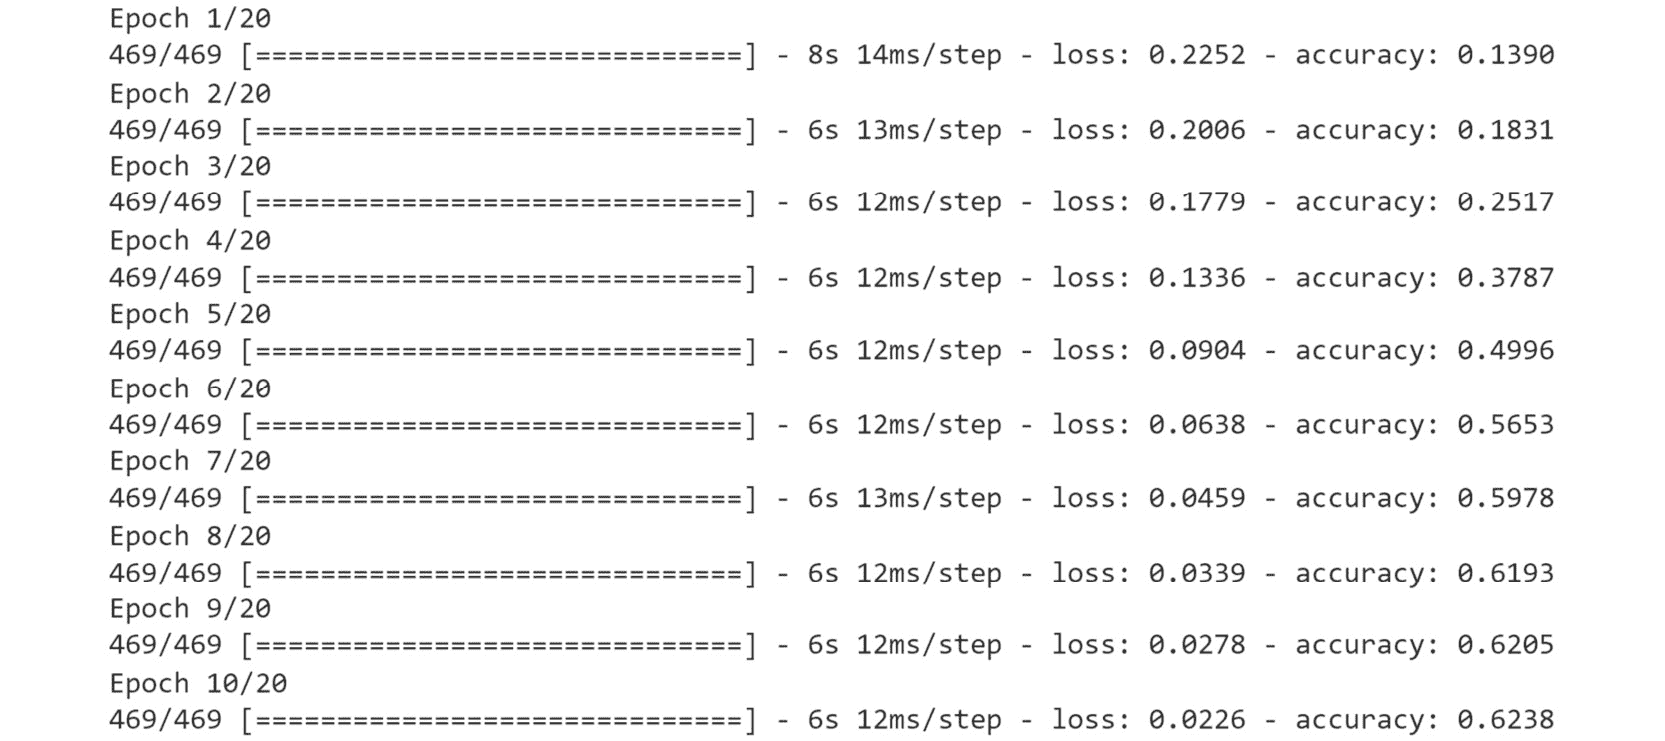 Epoch 1/20
469/469 [==============================] - 8s 14ms/step - loss: 0.2252 - accuracy: 0.1390
Epoch 2/20
469/469 [==============================] - 6s 13ms/step - loss: 0.2006 - accuracy: 0.1831
Epoch 3/20
469/469 [==============================] - 6s 12ms/step - loss: 0.1779 - accuracy: 0.2517
Epoch 4/20
469/469 [==============================] - 6s 12ms/step - loss: 0.1336 - accuracy: 0.3787
Epoch 5/20
469/469 [==============================] - 6s 12ms/step - loss: 0.0904 - accuracy: 0.4996
Epoch 6/20
469/469 [==============================] - 6s 12ms/step - loss: 0.0638 - accuracy: 0.5653
Epoch 7/20
469/469 [==============================] - 6s 13ms/step - loss: 0.0459 - accuracy: 0.5978
Epoch 8/20
469/469 [==============================] - 6s 12ms/step - loss: 0.0339 - accuracy: 0.6193
Epoch 9/20
469/469 [==============================] - 6s 12ms/step - loss: 0.0278 - accuracy: 0.6205
Epoch 10/20
469/469 [==============================] - 6s 12ms/step - loss: 0.0226 - accuracy: 0.6238